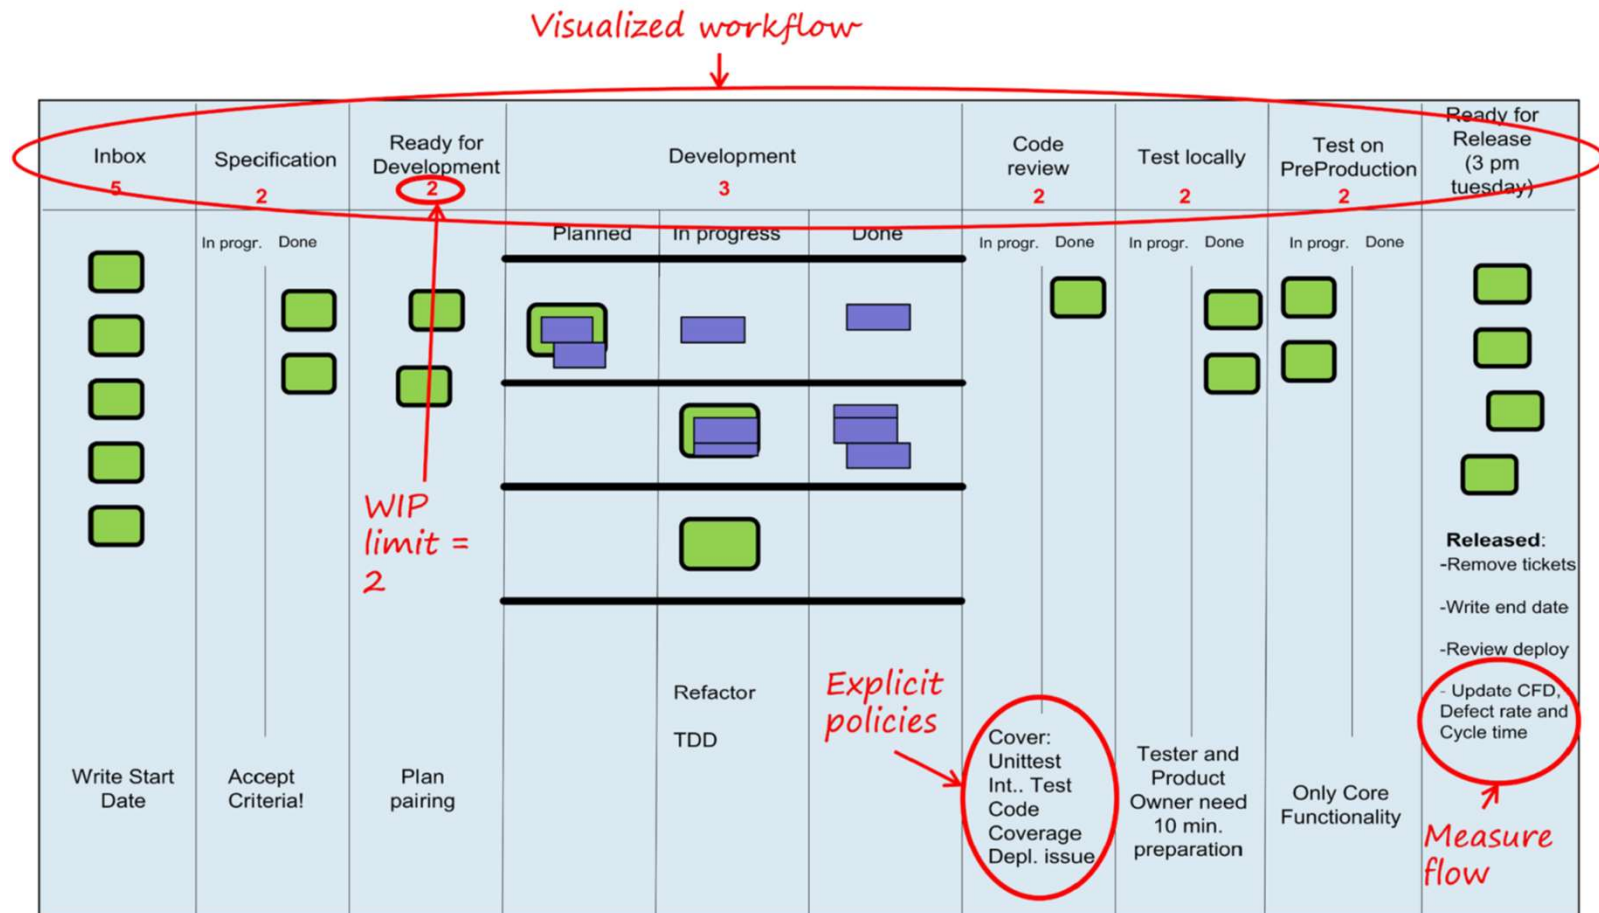 Visualized workflow
Inbox
5
Specification
2
Ready for
Development
2
Development
3
Code
review
2
Test locally
2
Test on
PreProduction
2
Ready for
Release
(3 pm
tuesday)
In progr. Done
Planned
In progress
Done
In progr. Done
In progr. Done
In progr. Done
WIP
limit =
2
Released:
-Remove tickets
-Write end date
-Review deploy
- Update CFD,
Defect rate and
Cycle time
Refactor
TDD
Explicit
policies
Write Start
Date
Accept
Criteria!
Plan
pairing
Cover:
Unittest
Int.. Test
Code
Coverage
Depl. issue
Tester and
Product
Owner need
10 min.
preparation
Only Core
Functionality
Measure
flow